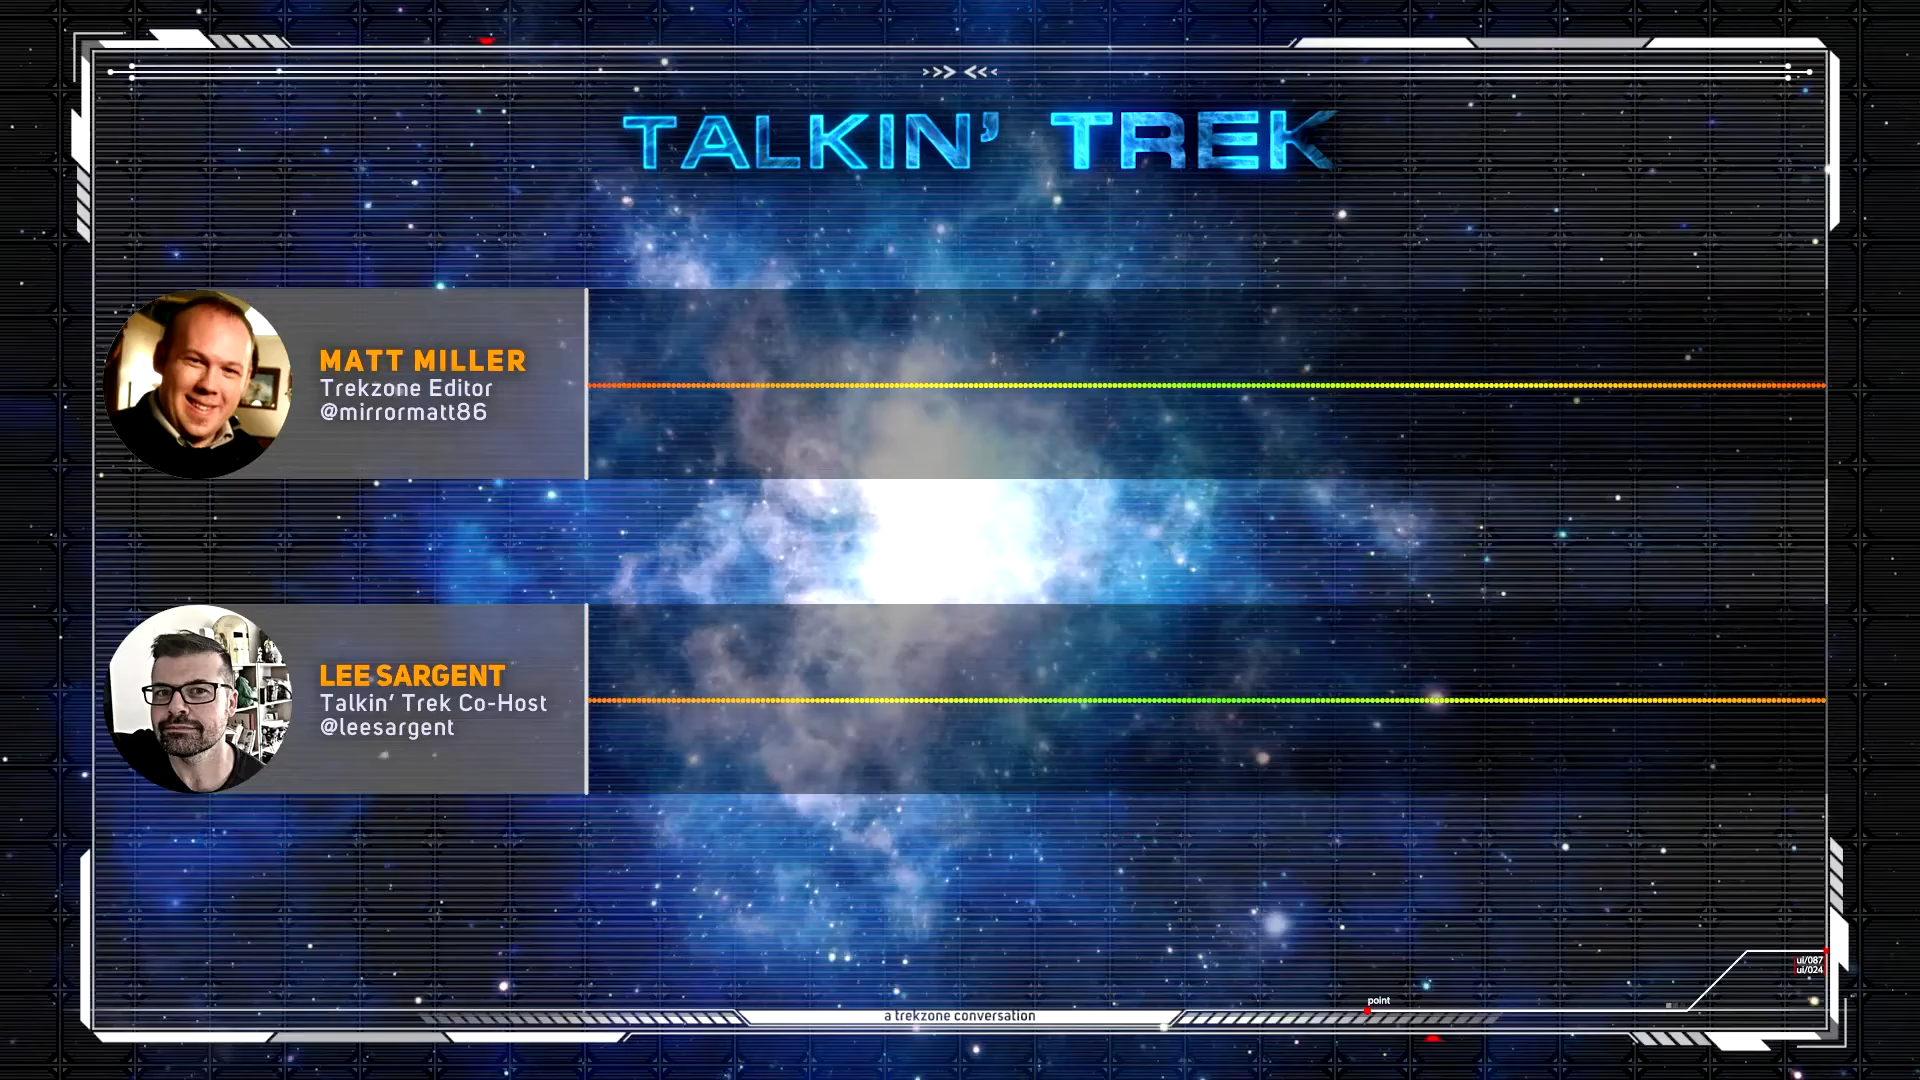 TALKIN' TREK
MATT MILLER
Trekzone Editor
@mirrormatt86
LEE SARGENT
Talkin' Trek Co-Host
@leesargent
ui/087
ui/024
point
a trekzone conversation